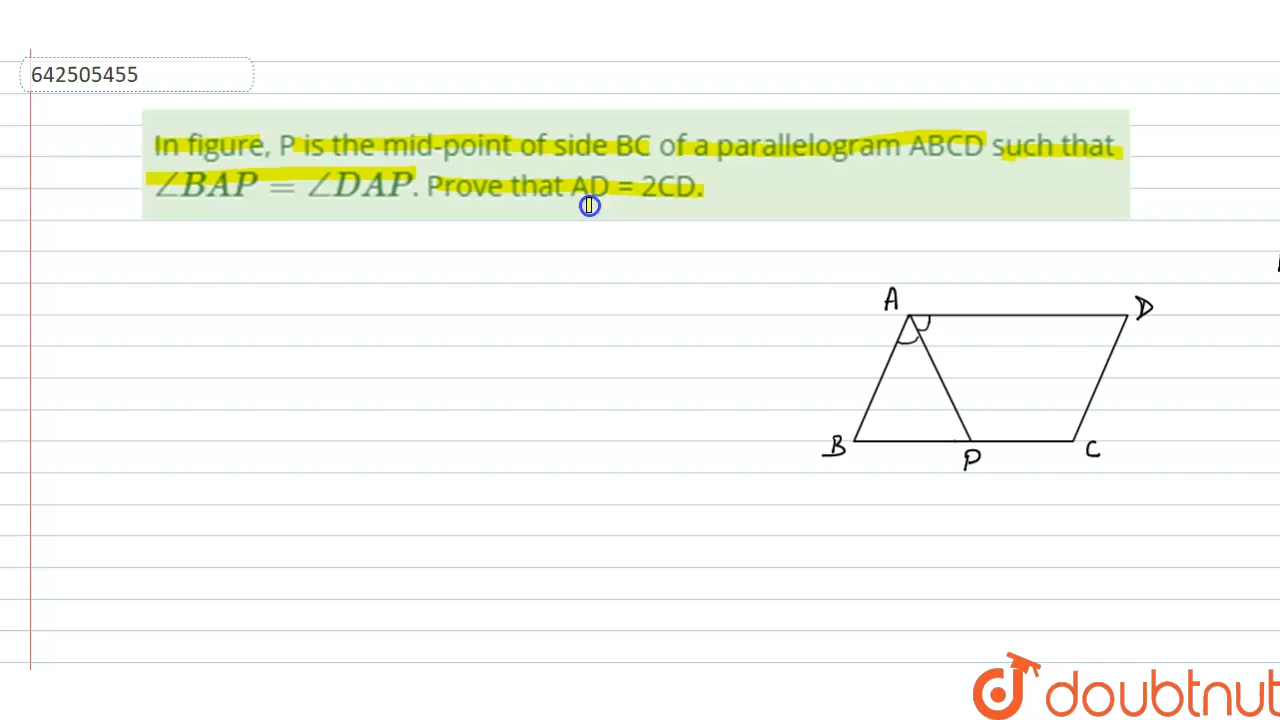 642505455
In figure, P is the mid-point of side BC of a parallelogram ABCD such that
∠BAP = ∠DAP. Prove that AD = 2CD.
A
D
B
P
C
doubtnut